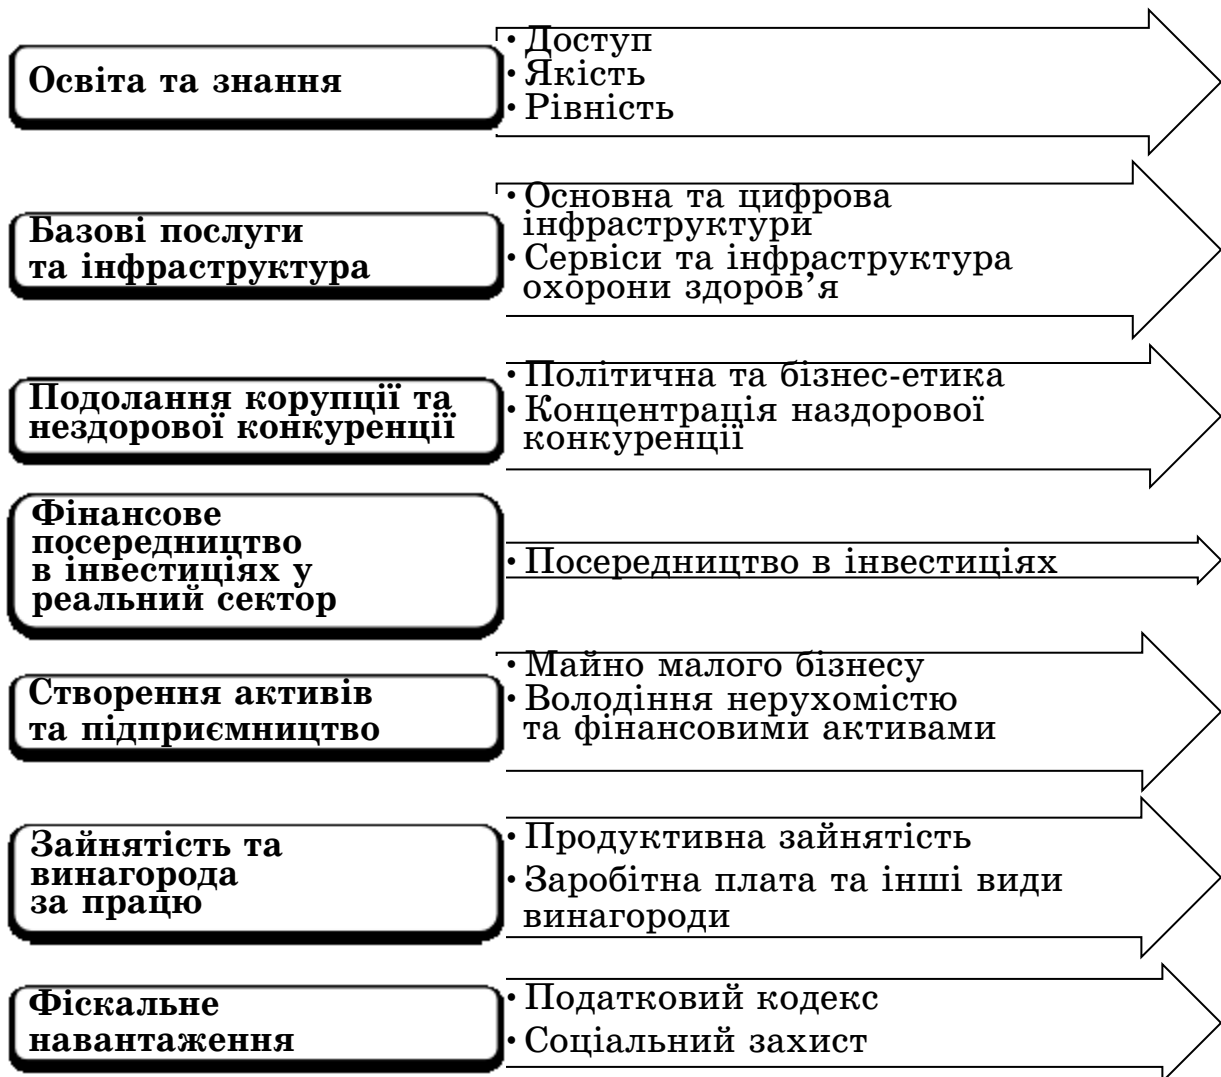 Освіта та знання
• Доступ
• Якість
• Рівність
Базові послуги
та інфраструктура
• Основна та цифрова
інфраструктури
• Сервіси та інфраструктура
охорони здоров’я
Подолання корупції та
нездорової конкуренції
• Політична та бізнес-етика
• Концентрація наздорової
конкуренції
Фінансове
посередництво
в інвестиціях у
реальний сектор
• Посередництво в інвестиціях
Створення активів
та підприємництво
• Майно малого бізнесу
• Володіння нерухомістю
та фінансовими активами
Зайнятість та
винагорода
за працю
• Продуктивна зайнятість
• Заробітна плата та інші види
винагороди
Фіскальне
навантаження
• Податковий кодекс
• Соціальний захист